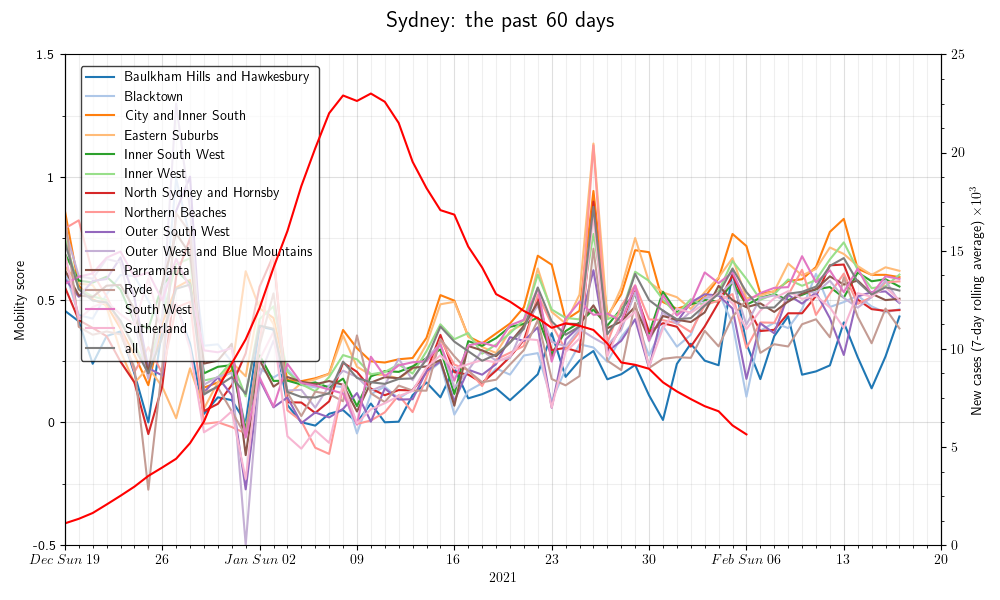 Sydney: the past 60 days
1.5
1
0.5
0
-0.5
Mobility score
Baulkham Hills and Hawkesbury
Blacktown
City and Inner South
Eastern Suburbs
Inner South West
Inner West
North Sydney and Hornsby
Northern Beaches
Outer South West
Outer West and Blue Mountains
Parramatta
Ryde
South West
Sutherland
all
25
20
15
10
5
0
New cases (7-day rolling average) ×10³
Dec Sun 19
26
Jan Sun 02
09
16
23
30
Feb Sun 06
13
20
2021